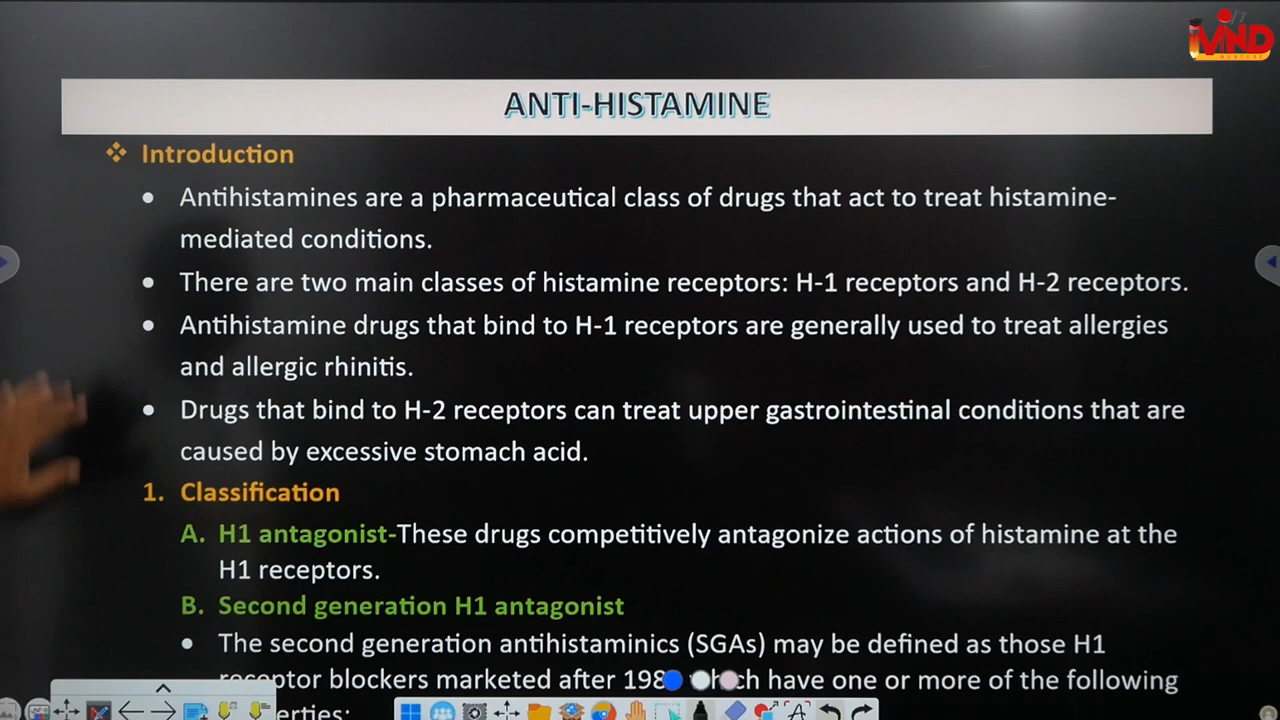 /7
MIND
NURTURE
ANTI-HISTAMINE
❖ Introduction
• Antihistamines are a pharmaceutical class of drugs that act to treat histamine-
mediated conditions.
• There are two main classes of histamine receptors: H-1 receptors and H-2 receptors.
• Antihistamine drugs that bind to H-1 receptors are generally used to treat allergies
and allergic rhinitis.
• Drugs that bind to H-2 receptors can treat upper gastrointestinal conditions that are
caused by excessive stomach acid.
1. Classification
A. H1 antagonist-These drugs competitively antagonize actions of histamine at the
H1 receptors.
B. Second generation H1 antagonist
• The second generation antihistaminics (SGAs) may be defined as those H1
receptor blockers marketed after 198 have one or more of the following